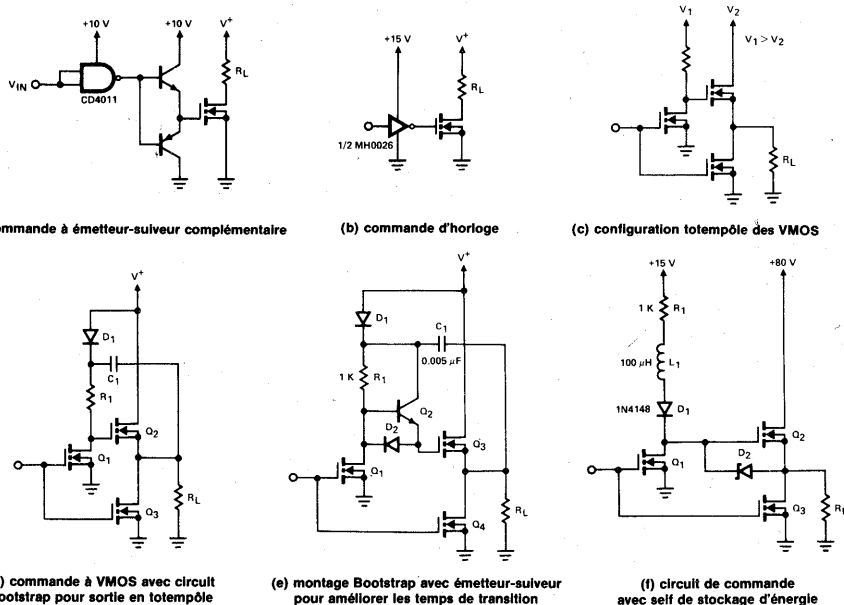 +10 V
+10 V
V+
VIN
CD4011
RL
commande à émetteur-suiveur complémentaire
+15 V
V+
RL
1/2 MH0026
(b) commande d'horloge
V1
V2
V1 > V2
RL
(c) configuration totempôle des VMOS
V+
D1
C1
R1
Q2
Q1
RL
Q3
) commande à VMOS avec circuit
ootstrap pour sortie en totempôle
V+
D1
C1
0.005 µF
1 K
R1
Q2
D2
Q3
Q1
RL
Q4
(e) montage Bootstrap avec émetteur-suiveur
pour améliorer les temps de transition
+15 V
+80 V
1 K
R1
100 µH
L1
1N4148
D1
Q2
D2
Q1
Q3
RL
(f) circuit de commande
avec self de stockage d'énergie